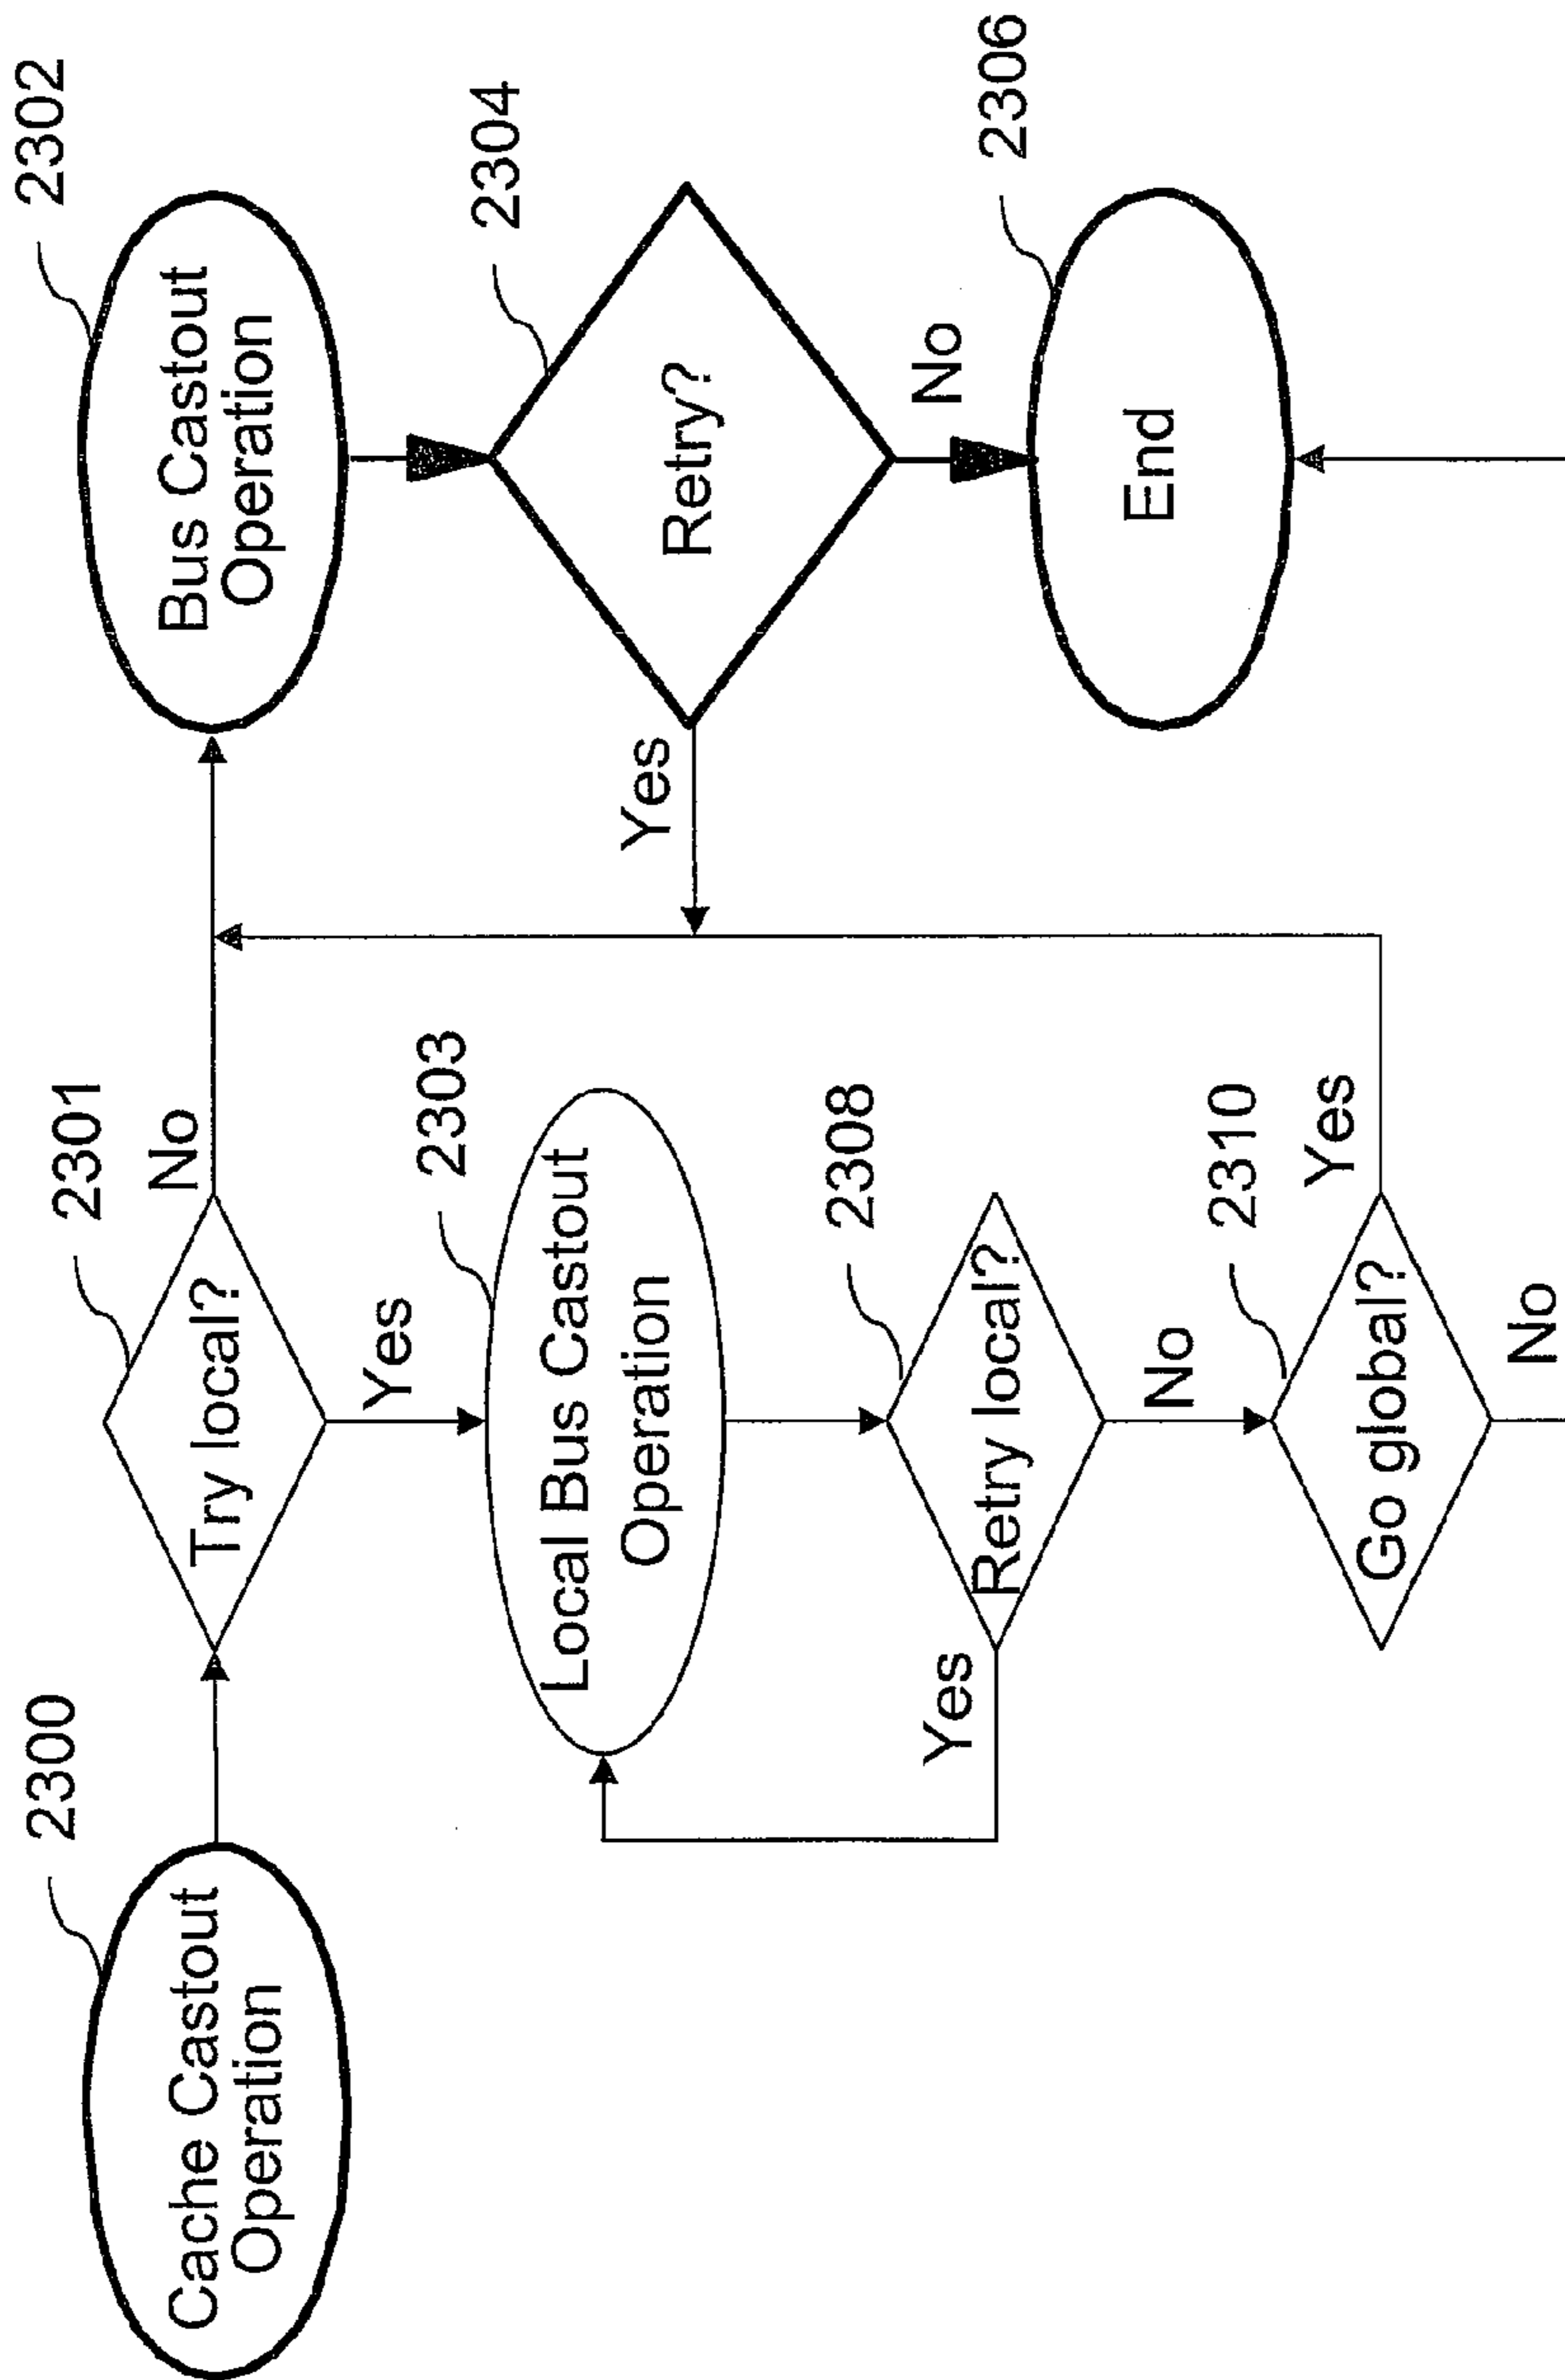 2300
Cache Castout
Operation
2301
Try local?
No
Yes
2302
Bus Castout
Operation
2303
Local Bus Castout
Operation
2304
Retry?
Yes
No
2308
Retry local?
Yes
No
2306
End
2310
Go global?
Yes
No